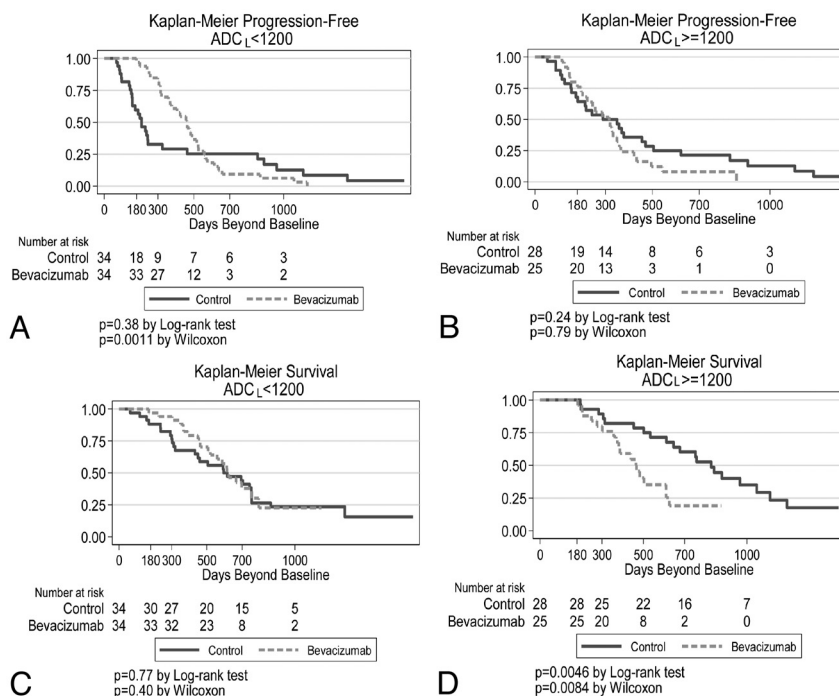 Kaplan-Meier Progression-Free
ADC L<1200
1.00
0.75
0.50
0.25
0.00
0 180 300 500 700 1000
Days Beyond Baseline
Number at risk
Control 34 18 9 7 6 3
Bevacizumab 34 33 27 12 3 2
Control Bevacizumab
p=0.38 by Log-rank test
p=0.0011 by Wilcoxon
A
Kaplan-Meier Progression-Free
ADC L>=1200
1.00
0.75
0.50
0.25
0.00
0 180 300 500 700 1000
Days Beyond Baseline
Number at risk
Control 28 19 14 8 6 3
Bevacizumab 25 20 13 3 1 0
Control Bevacizumab
p=0.24 by Log-rank test
p=0.79 by Wilcoxon
B
Kaplan-Meier Survival
ADC L<1200
1.00
0.75
0.50
0.25
0.00
0 180 300 500 700 1000
Days Beyond Baseline
Number at risk
Control 34 30 27 20 15 5
Bevacizumab 34 33 32 23 8 2
Control Bevacizumab
p=0.77 by Log-rank test
p=0.40 by Wilcoxon
C
Kaplan-Meier Survival
ADC L>=1200
1.00
0.75
0.50
0.25
0.00
0 180 300 500 700 1000
Days Beyond Baseline
Number at risk
Control 28 28 25 22 16 7
Bevacizumab 25 25 20 8 2 0
Control Bevacizumab
p=0.0046 by Log-rank test
p=0.0084 by Wilcoxon
D